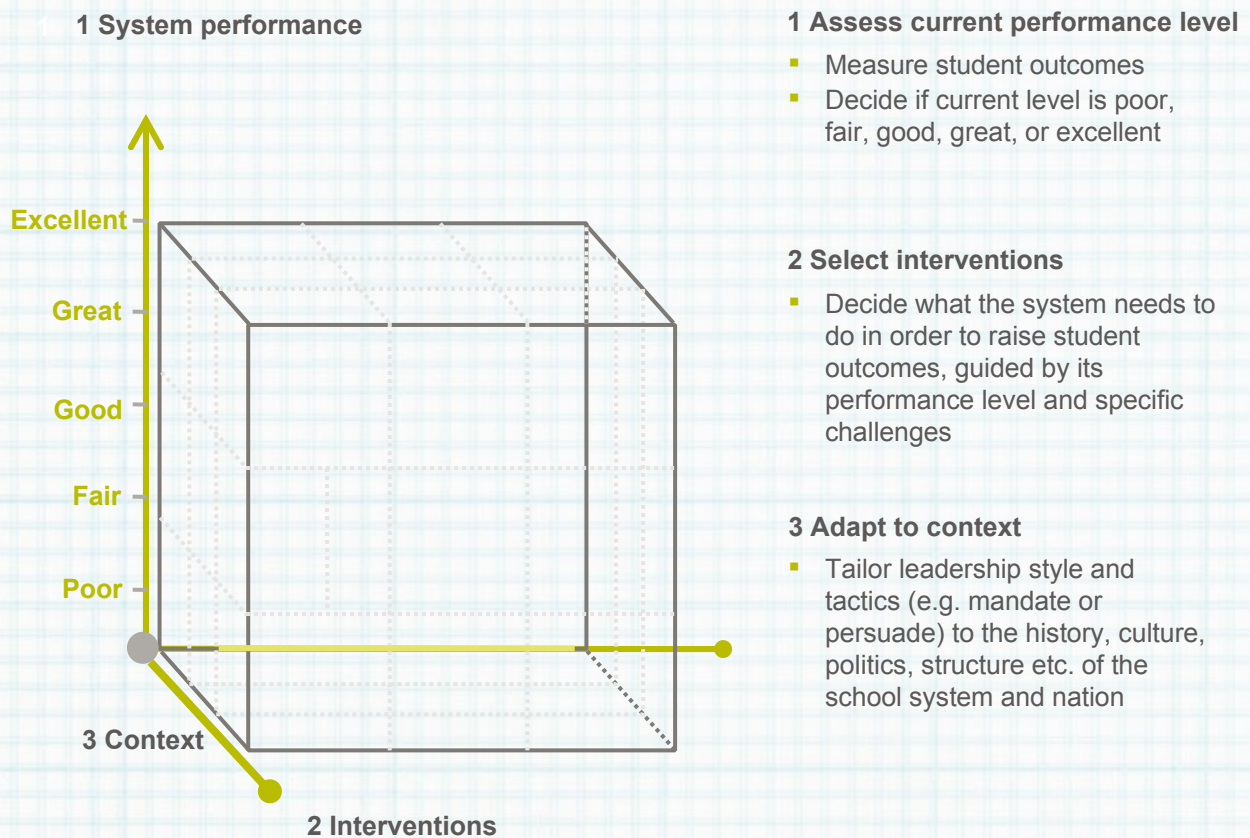 1 System performance
Excellent
Great
Good
Fair
Poor
3 Context
2 Interventions
1 Assess current performance level
▪ Measure student outcomes
▪ Decide if current level is poor,
fair, good, great, or excellent
2 Select interventions
▪ Decide what the system needs to
do in order to raise student
outcomes, guided by its
performance level and specific
challenges
3 Adapt to context
▪ Tailor leadership style and
tactics (e.g. mandate or
persuade) to the history, culture,
politics, structure etc. of the
school system and nation